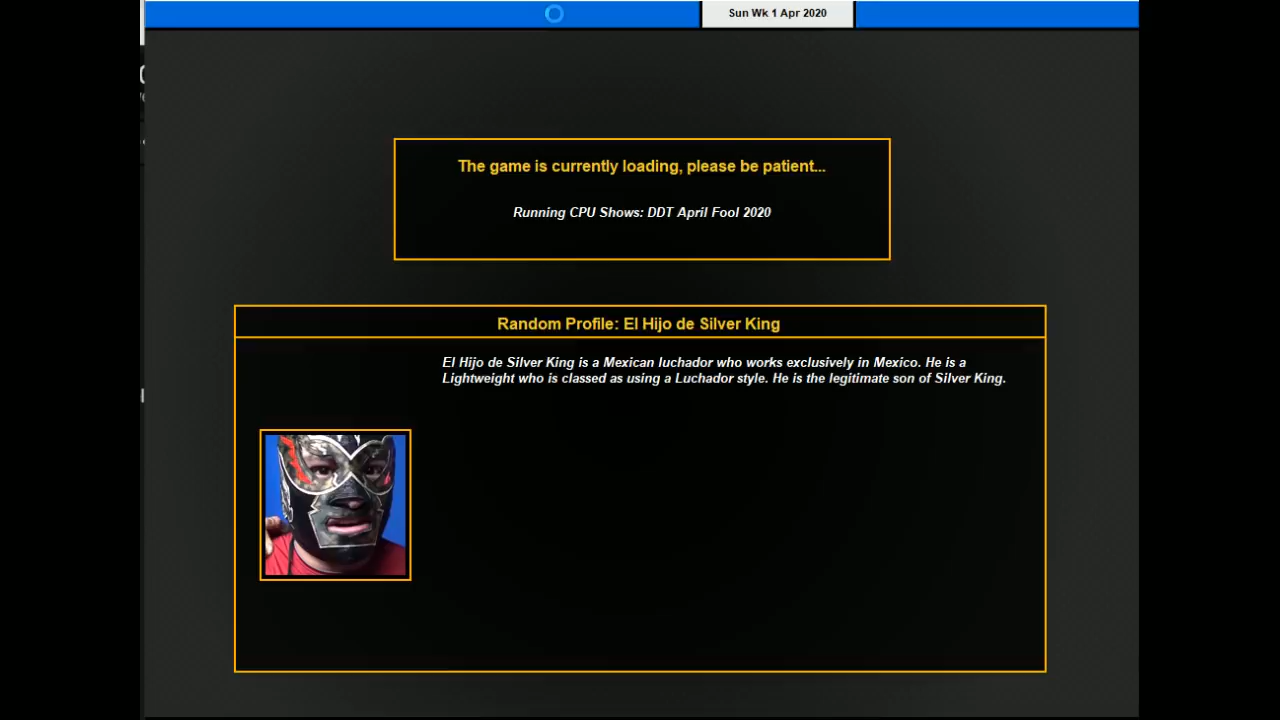 Sun Wk 1 Apr 2020
The game is currently loading, please be patient...
Running CPU Shows: DDT April Fool 2020
Random Profile: El Hijo de Silver King
El Hijo de Silver King is a Mexican luchador who works exclusively in Mexico. He is a
Lightweight who is classed as using a Luchador style. He is the legitimate son of Silver King.